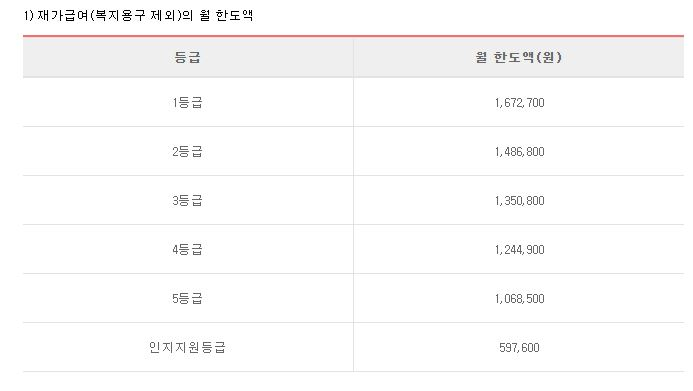 1) 재가급여(복지용구 제외)의 월 한도액
등급 월 한도액(원)
1등급 1,672,700
2등급 1,486,800
3등급 1,350,800
4등급 1,244,900
5등급 1,068,500
인지지원등급 597,600